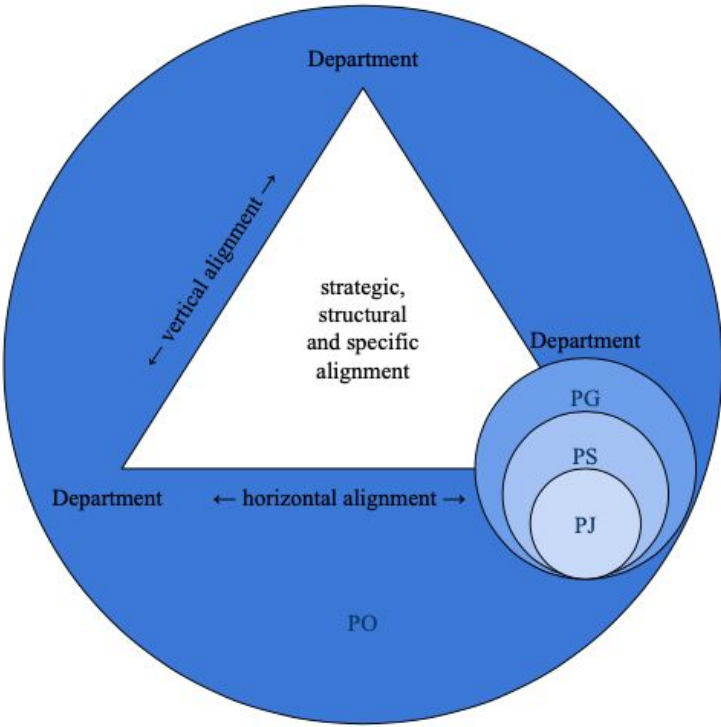 Department
← vertical alignment →
strategic,
structural
and specific
alignment
Department
PG
PS
PJ
Department
← horizontal alignment →
PO